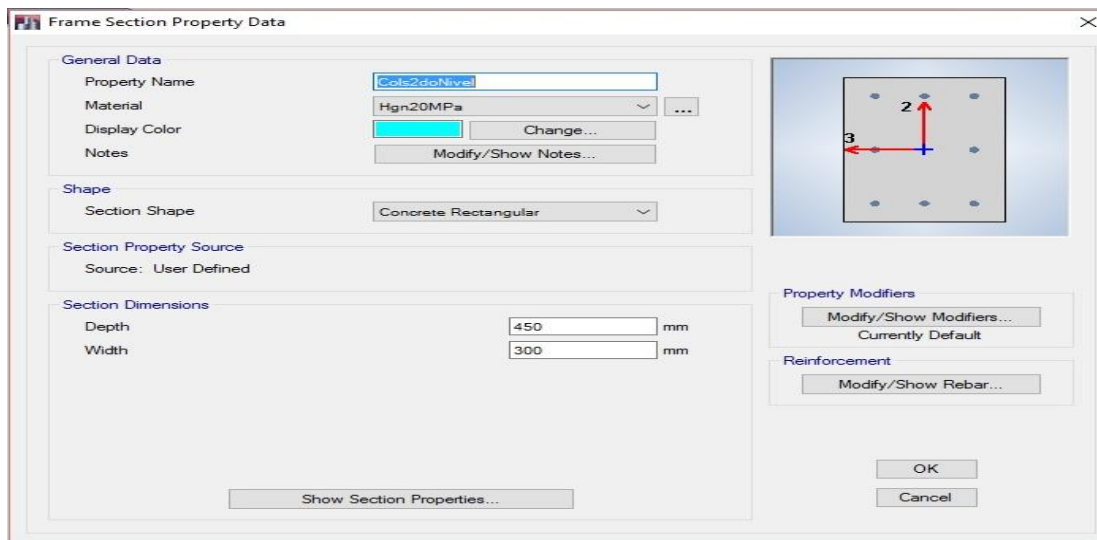 Frame Section Property Data
General Data
Property Name Cols2doNivel
Material Hgn20MPa ...
Display Color Change...
Notes Modify/Show Notes...
Shape
Section Shape Concrete Rectangular
Section Property Source
Source: User Defined
Section Dimensions
Depth 450 mm
Width 300 mm
Show Section Properties...
2
3
Property Modifiers
Modify/Show Modifiers...
Currently Default
Reinforcement
Modify/Show Rebar...
OK
Cancel